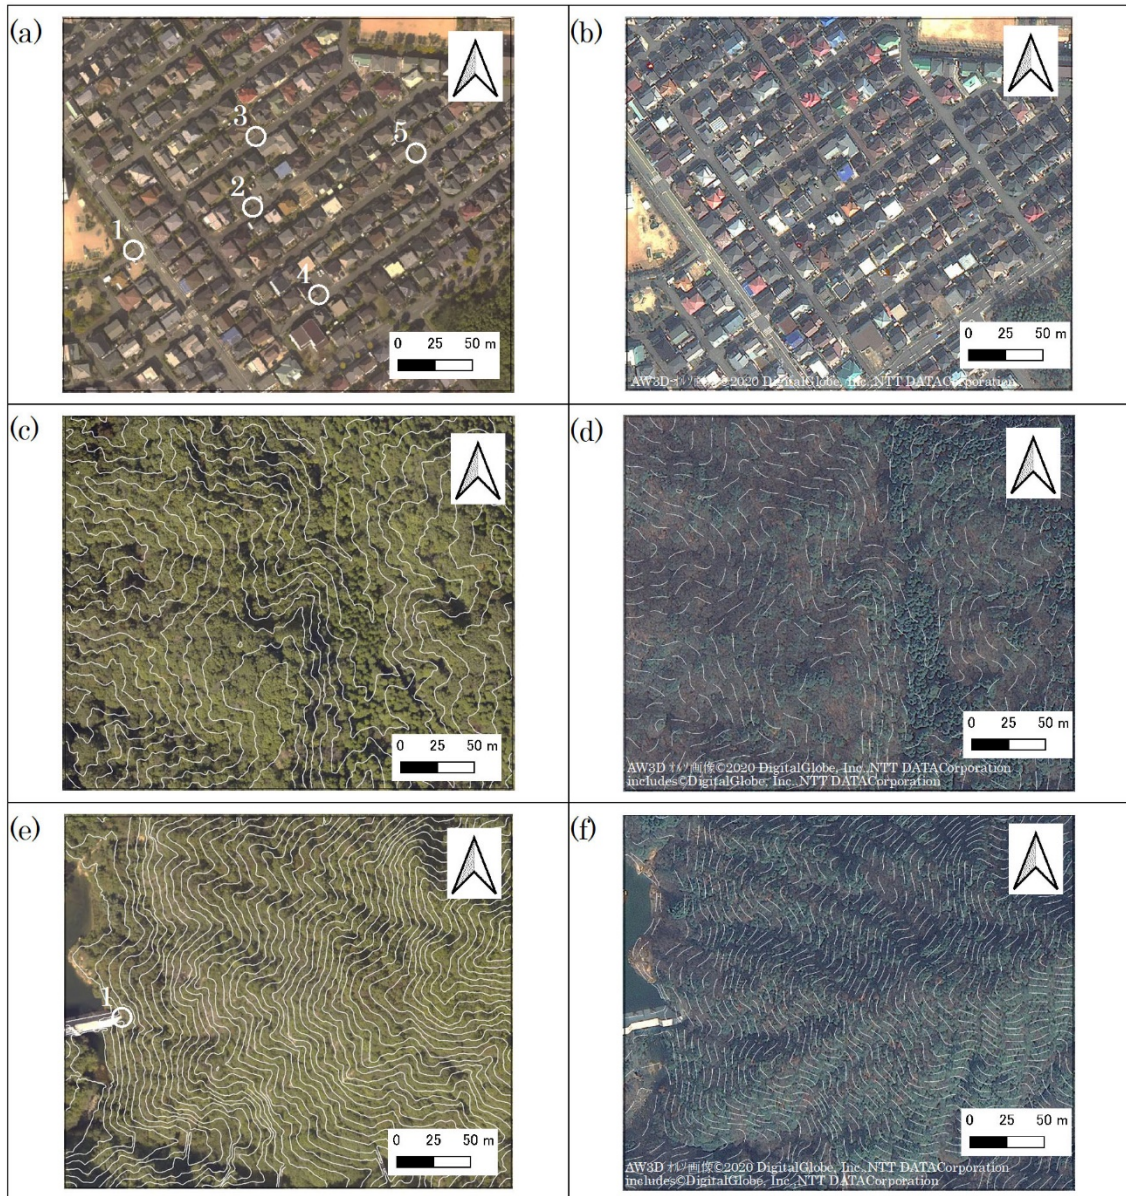 (a)
3
5
2
1
4
0 25 50 m
(b)
0 25 50 m
AW3D ｵﾙｿ画像©2020 DigitalGlobe, Inc.,NTT DATACorporation
(c)
0 25 50 m
(d)
0 25 50 m
AW3D ｵﾙｿ画像©2020 DigitalGlobe, Inc.,NTT DATACorporation
includes©DigitalGlobe, Inc.,NTT DATACorporation
(e)
1
0 25 50 m
(f)
0 25 50 m
AW3D ｵﾙｿ画像©2020 DigitalGlobe, Inc.,NTT DATACorporation
includes©DigitalGlobe, Inc.,NTT DATACorporation